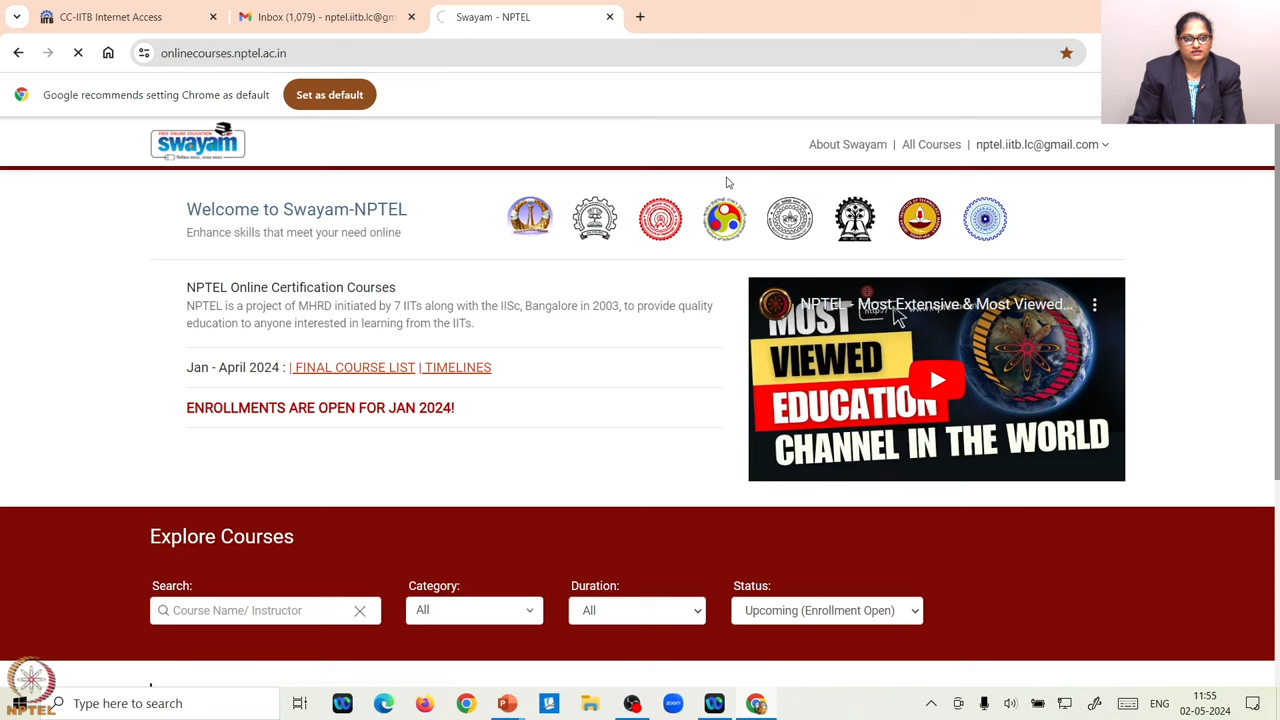 CC-IITB Internet Access
Inbox (1,079) - nptel.iitb.lc@gm
Swayam - NPTEL
onlinecourses.nptel.ac.in
Google recommends setting Chrome as default
Set as default
FREE ONLINE EDUCATION
swayam
About Swayam | All Courses | nptel.iitb.lc@gmail.com
Welcome to Swayam-NPTEL
Enhance skills that meet your need online
NPTEL Online Certification Courses
NPTEL is a project of MHRD initiated by 7 IITs along with the IISc, Bangalore in 2003, to provide quality
education to anyone interested in learning from the IITs.
Jan - April 2024 : | FINAL COURSE LIST | TIMELINES
ENROLLMENTS ARE OPEN FOR JAN 2024!
NPTEL - Most Extensive & Most Viewed...
MOST
VIEWED
EDUCATION
CHANNEL IN THE WORLD
Explore Courses
Search:
Category:
Duration:
Status:
Course Name/ Instructor
All
All
Upcoming (Enrollment Open)
NPTEL
Type here to search
ENG
11:55
02-05-2024